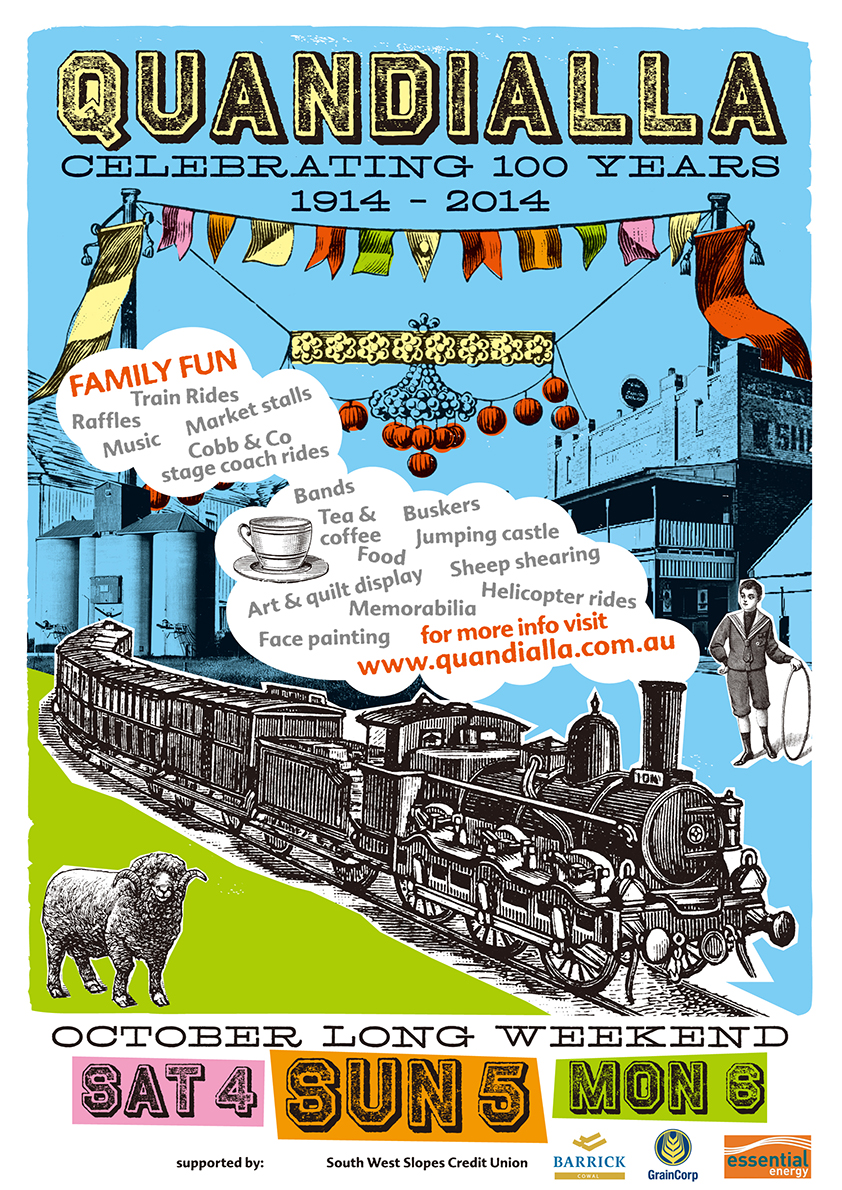 QUANDIALLA
CELEBRATING 100 YEARS
1914 - 2014
FAMILY FUN
Train Rides
Raffles
Market stalls
Music
Cobb & Co
stage coach rides
Bands
Tea &
coffee
Buskers
Jumping castle
Food
Sheep shearing
Art & quilt display
Helicopter rides
Memorabilia
Face painting
for more info visit
www.quandialla.com.au
OCTOBER LONG WEEKEND
SAT 4
SUN 5
MON 6
supported by:
South West Slopes Credit Union
BARRICK
COWAL
GrainCorp
essential
energy